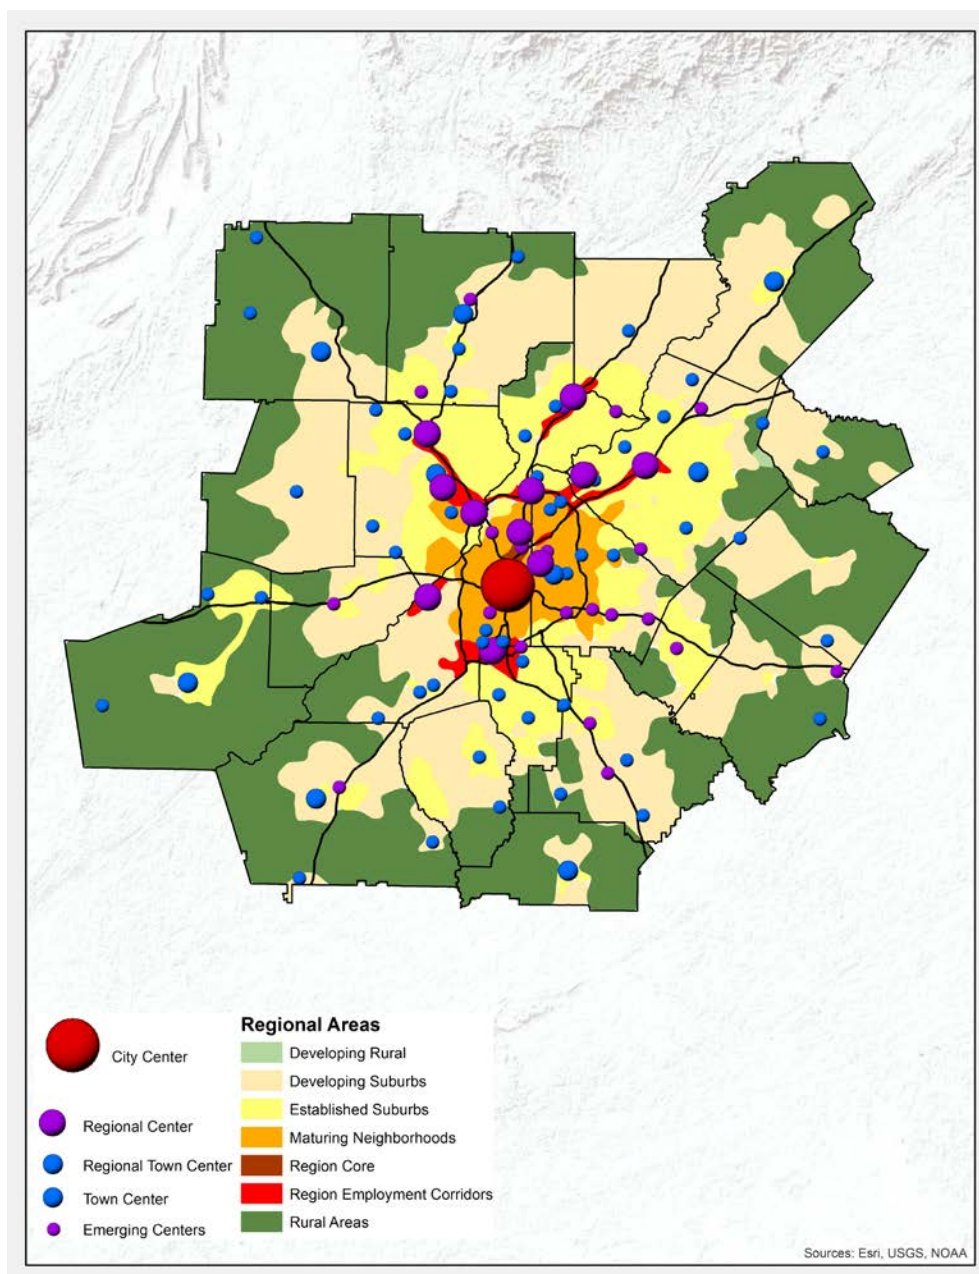 City Center
Regional Center
Regional Town Center
Town Center
Emerging Centers
Regional Areas
Developing Rural
Developing Suburbs
Established Suburbs
Maturing Neighborhoods
Region Core
Region Employment Corridors
Rural Areas
Sources: Esri, USGS, NOAA